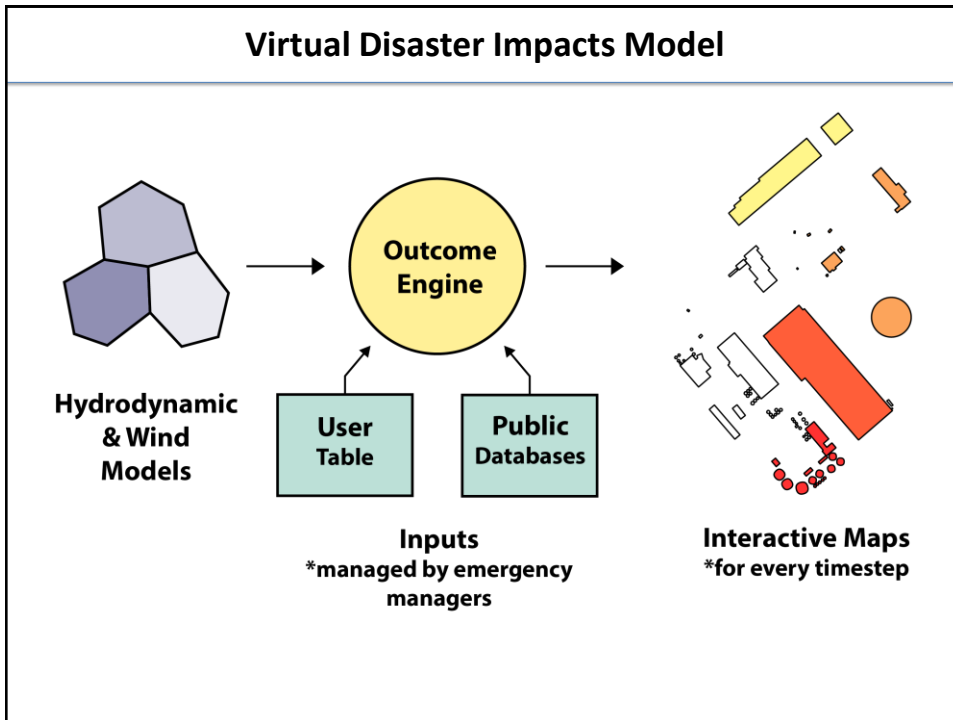 Virtual Disaster Impacts Model
Hydrodynamic
& Wind
Models
Outcome
Engine
User
Table
Public
Databases
Inputs
*managed by emergency
managers
Interactive Maps
*for every timestep